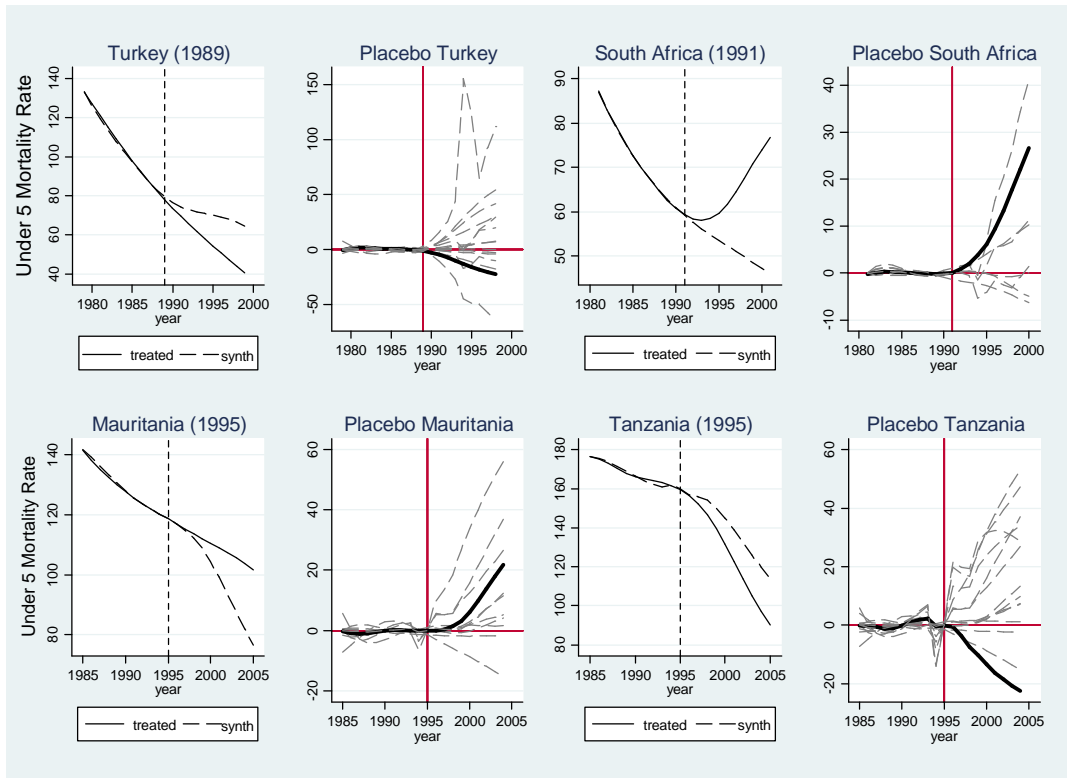 Turkey (1989)
Under 5 Mortality Rate
140
120
100
80
60
40
1980 1985 1990 1995 2000
year
treated synth
Placebo Turkey
150
100
50
0
-50
1980 1985 1990 1995 2000
year
South Africa (1991)
90
80
70
60
50
1980 1985 1990 1995 2000
year
treated synth
Placebo South Africa
40
30
20
10
0
-10
1980 1985 1990 1995 2000
year
Mauritania (1995)
Under 5 Mortality Rate
140
120
100
80
1985 1990 1995 2000 2005
year
treated synth
Placebo Mauritania
60
40
20
0
-20
1985 1990 1995 2000 2005
year
Tanzania (1995)
180
160
140
120
100
80
1985 1990 1995 2000 2005
year
treated synth
Placebo Tanzania
60
40
20
0
-20
1985 1990 1995 2000 2005
year